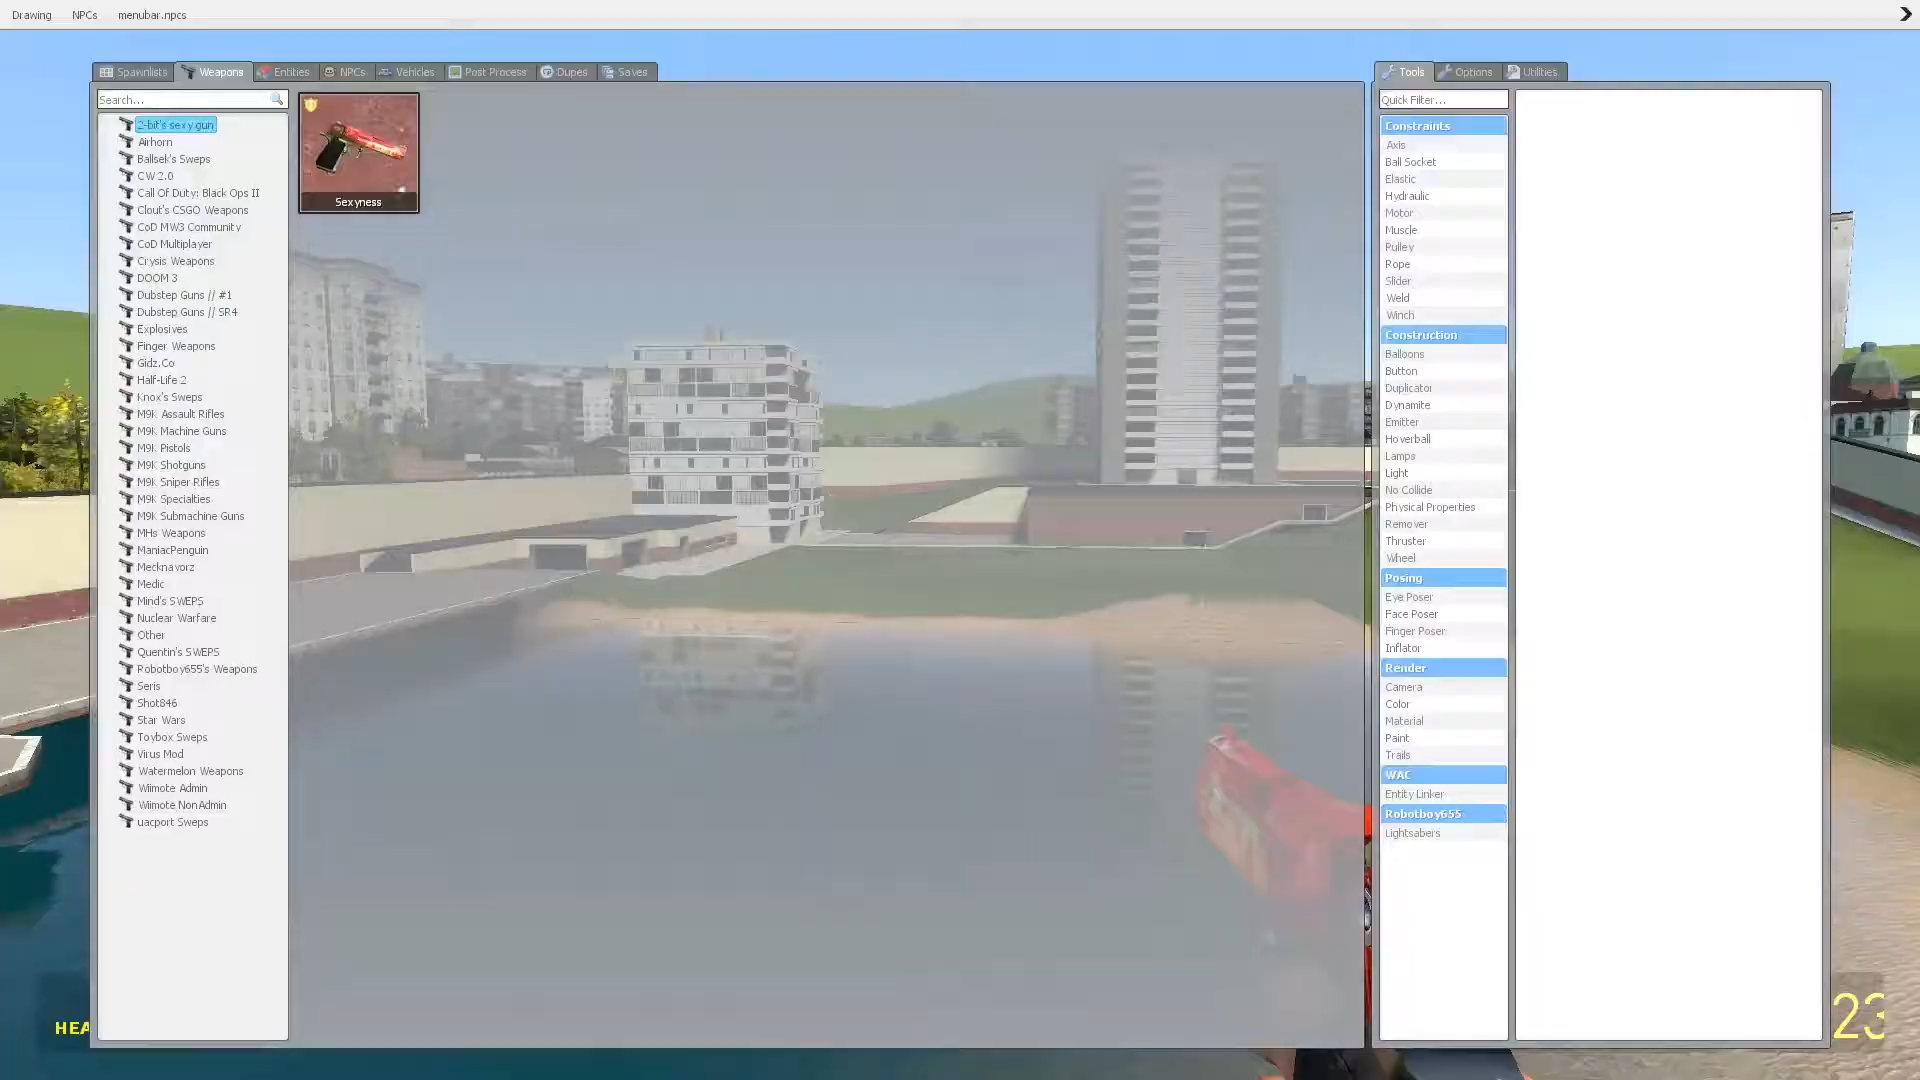 Drawing NPCs menubar.npcs
Spawnlists Weapons Entities NPCs Vehicles Post Process Dupes Saves
Search...
2-bit's sexy gun
Airhorn
Ballsek's Sweps
CW 2.0
Call Of Duty: Black Ops II
Clout's CSGO Weapons
CoD MW3 Community
CoD Multiplayer
Crysis Weapons
DOOM 3
Dubstep Guns // #1
Dubstep Guns // SR4
Explosives
Finger Weapons
Gidz.Co
Half-Life 2
Knox's Sweps
M9K Assault Rifles
M9K Machine Guns
M9K Pistols
M9K Shotguns
M9K Sniper Rifles
M9K Specialties
M9K Submachine Guns
MHs Weapons
ManiacPenguin
Mecknavorz
Medic
Mind's SWEPS
Nuclear Warfare
Other
Quentin's SWEPS
Robotboy655's Weapons
Seris
Shot846
Star Wars
Toybox Sweps
Virus Mod
Watermelon Weapons
Wiimote Admin
Wiimote NonAdmin
uacport Sweps
Sexyness
Tools Options Utilities
Quick Filter...
Constraints
Axis
Ball Socket
Elastic
Hydraulic
Motor
Muscle
Pulley
Rope
Slider
Weld
Winch
Construction
Balloons
Button
Duplicator
Dynamite
Emitter
Hoverball
Lamps
Light
No Collide
Physical Properties
Remover
Thruster
Wheel
Posing
Eye Poser
Face Poser
Finger Poser
Inflator
Render
Camera
Color
Material
Paint
Trails
WAC
Entity Linker
Robotboy655
Lightsabers
HEA
23